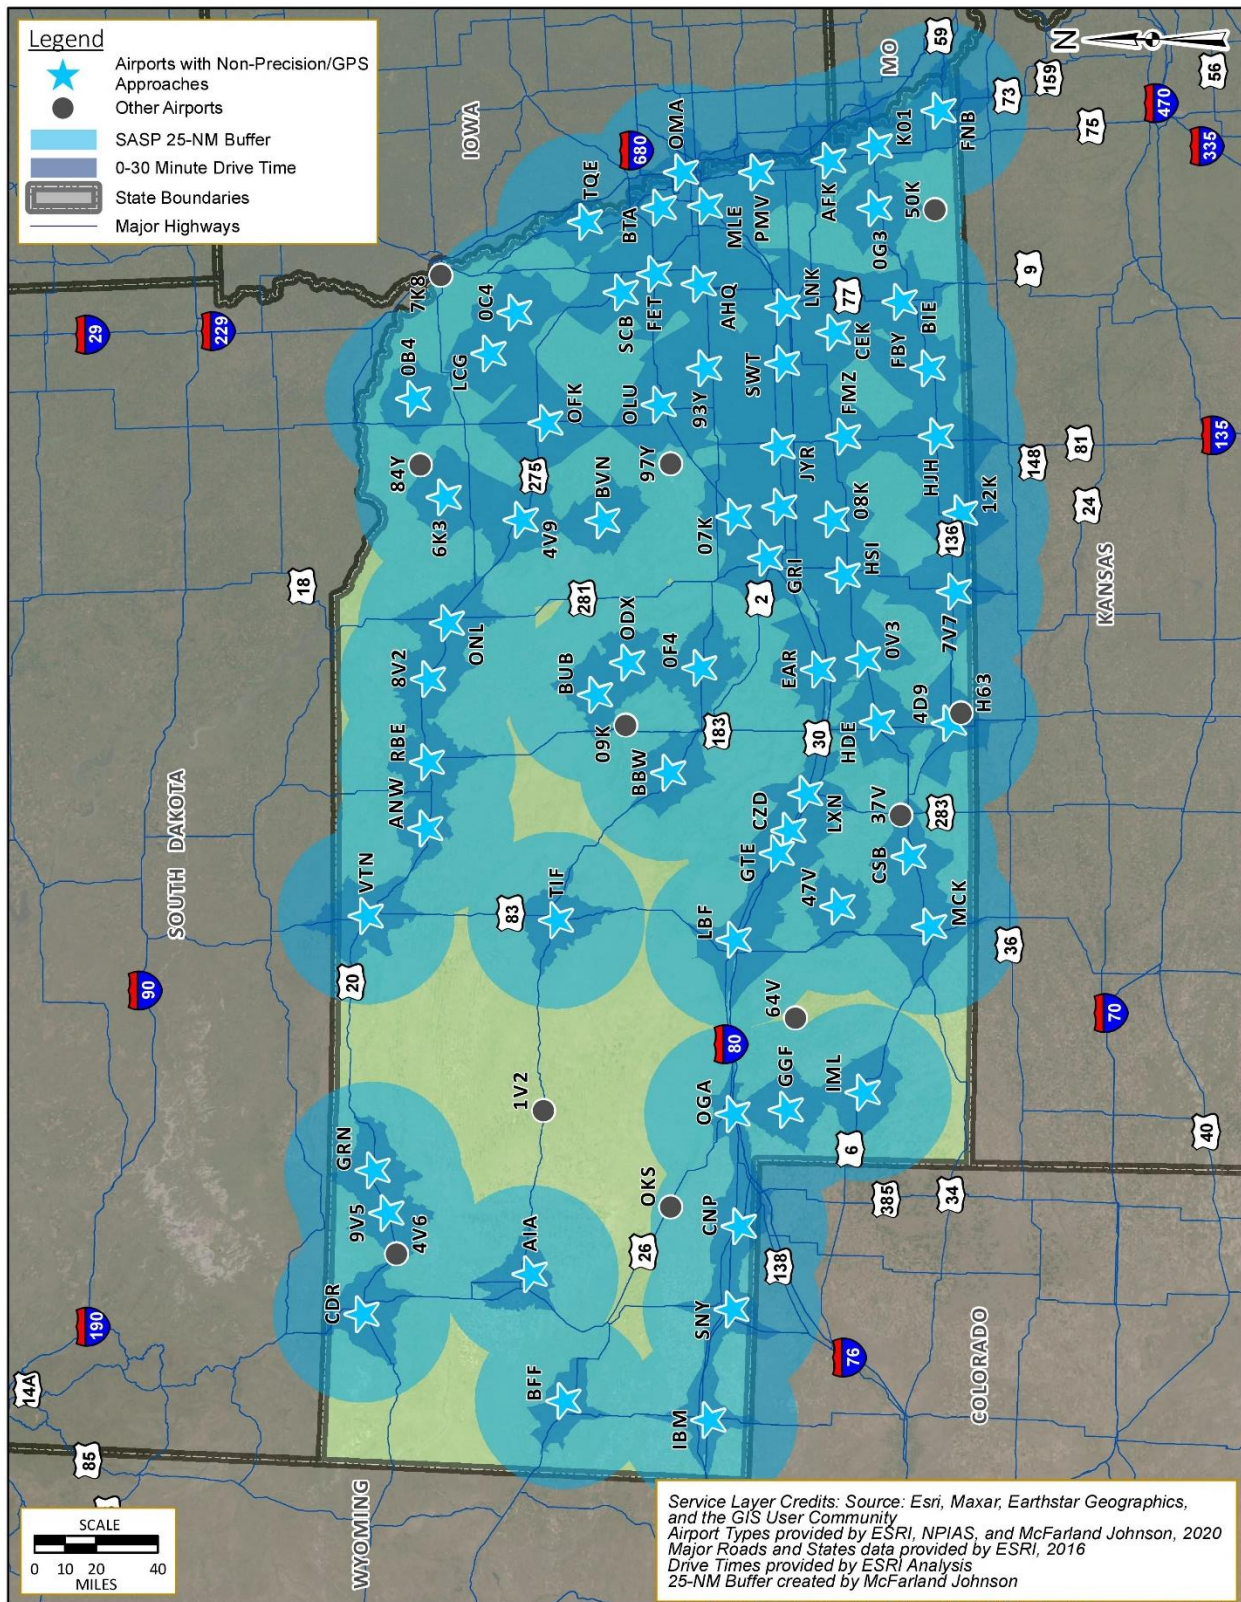 Legend
Airports with Non-Precision/GPS
Approaches
Other Airports
SASP 25-NM Buffer
0-30 Minute Drive Time
State Boundaries
Major Highways
N
IOWA
MO
SOUTH DAKOTA
KANSAS
WYOMING
COLORADO
59
159
56
73
75
470
335
680
OMA
K01
FNB
TQE
BTA
MLE
PMV
AFK
0G3
50K
9
29
229
7K8
0C4
SCB
FET
AHQ
LNK
77
CEK
BIE
FBY
0B4
LCG
OFK
OLU
93Y
SWT
FMZ
135
81
148
24
84Y
6K3
275
4V9
BVN
97Y
JYR
07K
08K
HJH
12K
136
18
281
2
GRI
HSI
7V7
ONL
8V2
ODX
BUB
0F4
EAR
0V3
RBE
09K
BBW
183
30
HDE
4D9
H63
ANW
CZD
LXN
37V
283
GTE
CSB
VTN
83
TIF
LBF
47V
MCK
36
90
20
64V
80
70
1V2
OGA
GGF
IML
6
40
GRN
9V5
4V6
OKS
CNP
385
34
AIA
26
138
CDR
190
SNY
76
14A
BFF
IBM
85
SCALE
0 10 20 40
MILES
Service Layer Credits: Source: Esri, Maxar, Earthstar Geographics,
and the GIS User Community
Airport Types provided by ESRI, NPIAS, and McFarland Johnson, 2020
Major Roads and States data provided by ESRI, 2016
Drive Times provided by ESRI Analysis
25-NM Buffer created by McFarland Johnson